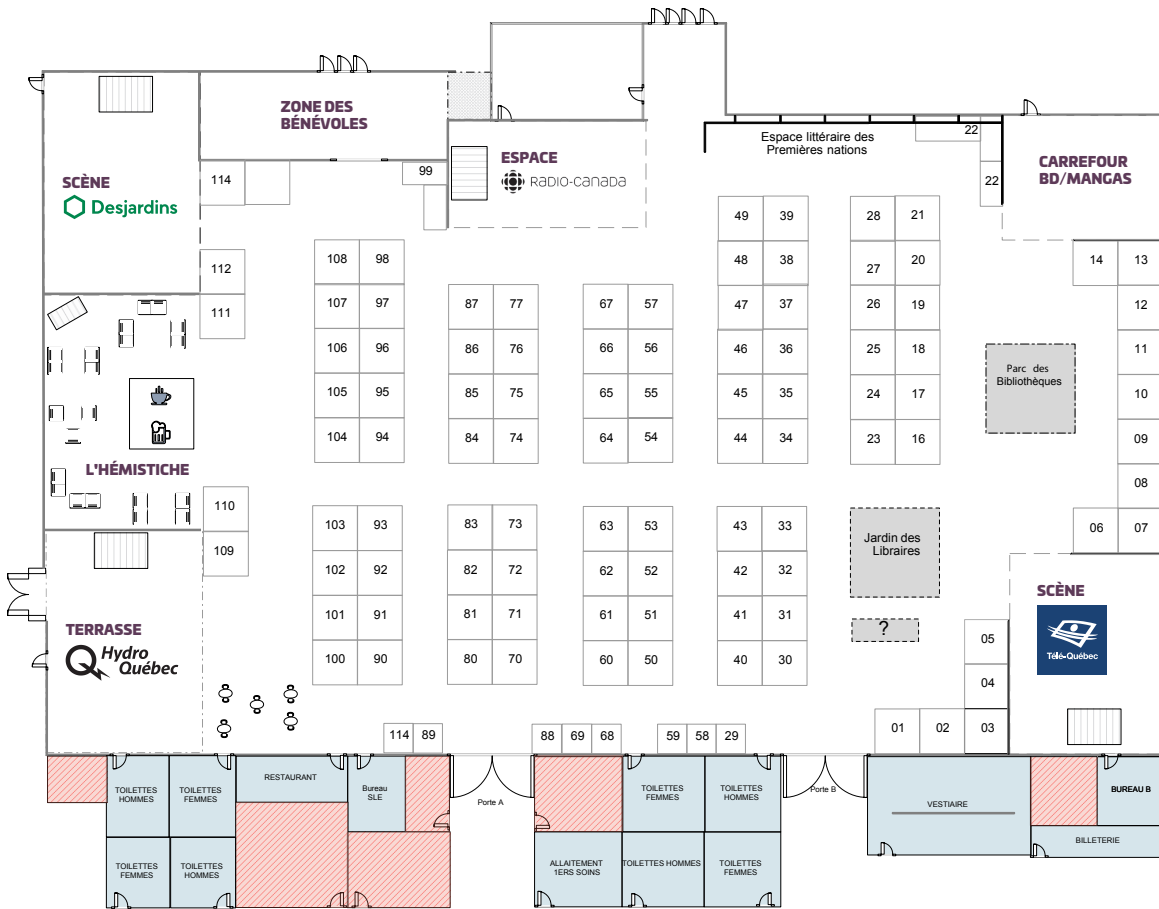 ZONE DES
BÉNÉVOLES
Espace littéraire des
Premières nations
22
ESPACE
RADIO-CANADA
CARREFOUR
BD/MANGAS
SCÈNE
Desjardins
114
99
22
49 39
28 21
108 98
48 38
27 20
14 13
112
107 97
87 77
67 57
47 37
26 19
12
111
106 96
86 76
66 56
46 36
25 18
11
Parc des
Bibliothèques
105 95
85 75
65 55
45 35
24 17
10
104 94
84 74
64 54
44 34
23 16
09
L'HÉMISTICHE
08
110
103 93
83 73
63 53
43 33
06 07
Jardin des
Libraires
109
102 92
82 72
62 52
42 32
SCÈNE
Télé-Québec
101 91
81 71
61 51
41 31
?
05
TERRASSE
Hydro
Québec
100 90
80 70
60 50
40 30
04
114 89
88 69 68
59 58 29
01 02 03
TOILETTES
HOMMES
TOILETTES
FEMMES
RESTAURANT
Bureau
SLE
Porte A
TOILETTES
FEMMES
TOILETTES
HOMMES
Porte B
VESTIAIRE
BUREAU B
BILLETERIE
TOILETTES
FEMMES
TOILETTES
HOMMES
ALLAITEMENT
1ERS SOINS
TOILETTES HOMMES
TOILETTES
FEMMES